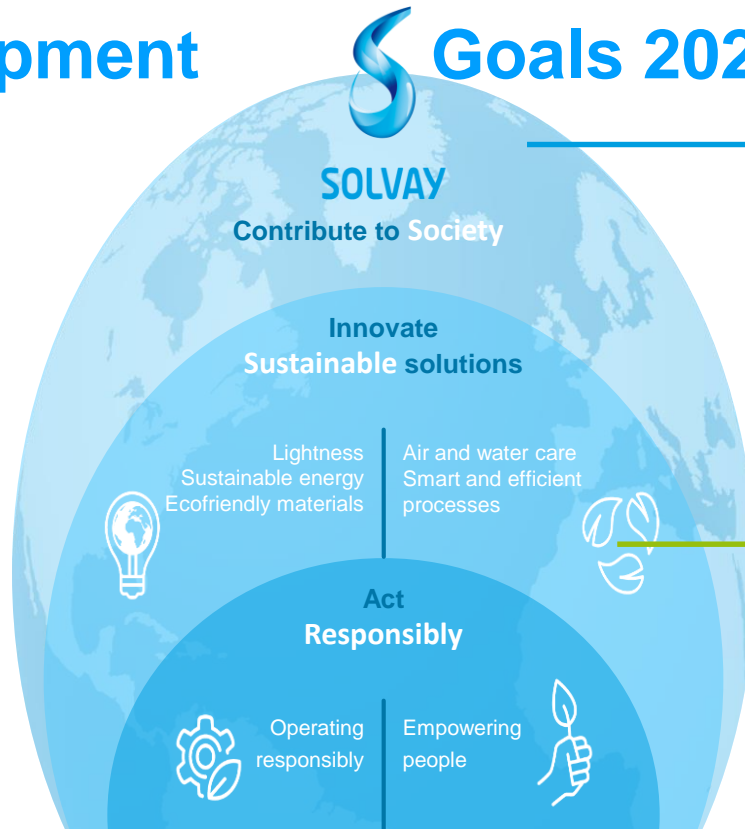 pment Goals 202
SOLVAY
Contribute to Society
Innovate
Sustainable solutions
Lightness
Sustainable energy
Ecofriendly materials
Air and water care
Smart and efficient
processes
Act
Responsibly
Operating
responsibly
Empowering
people